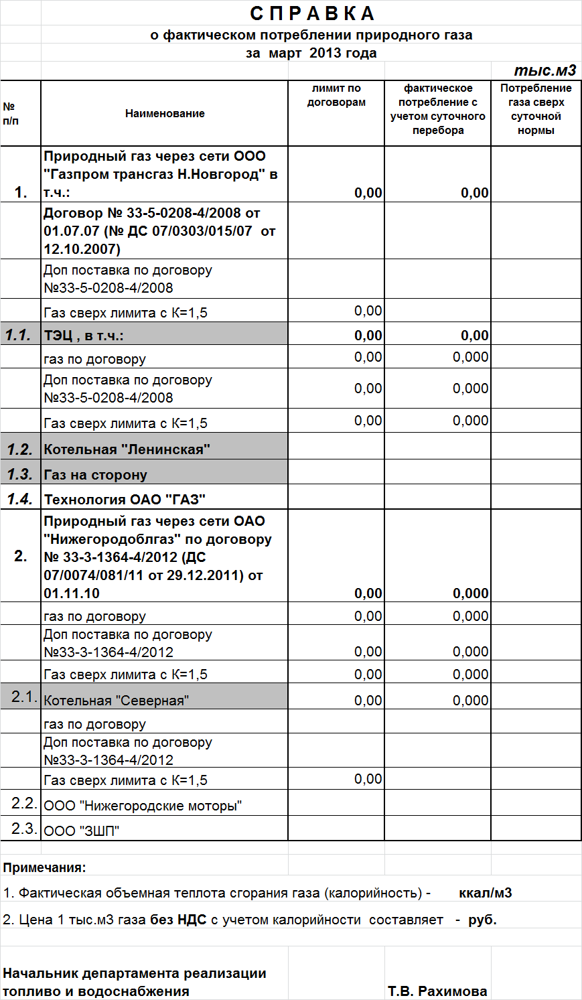 С П Р А В К А
о фактическом потреблении природного газа
за март 2013 года
тыс.м3
№
п/п
Наименование
лимит по
договорам
фактическое
потребление с
учетом суточного
перебора
Потребление
газа сверх
суточной
нормы
Природный газ через сети ООО
"Газпром трансгаз Н.Новгород" в
1. т.ч.: 0,00 0,00
Договор № 33-5-0208-4/2008 от
01.07.07 (№ ДС 07/0303/015/07 от
12.10.2007)
Доп поставка по договору
№33-5-0208-4/2008
Газ сверх лимита с К=1,5 0,00
1.1. ТЭЦ , в т.ч.: 0,00 0,00
газ по договору 0,00 0,000
Доп поставка по договору
№33-5-0208-4/2008 0,00 0,000
Газ сверх лимита с К=1,5 0,00 0,000
1.2. Котельная "Ленинская"
1.3. Газ на сторону
1.4. Технология ОАО "ГАЗ"
Природный газ через сети ОАО
"Нижегородоблгаз" по договору
2. № 33-3-1364-4/2012 (ДС
07/0074/081/11 от 29.12.2011) от
01.11.10 0,00 0,000
газ по договору 0,00 0,000
Доп поставка по договору
№33-3-1364-4/2012 0,00 0,000
Газ сверх лимита с К=1,5 0,00 0,000
2.1. Котельная "Северная" 0,00 0,000
газ по договору
Доп поставка по договору
№33-3-1364-4/2012
Газ сверх лимита с К=1,5 0,00
2.2. ООО "Нижегородские моторы"
2.3. ООО "ЗШП"
Примечания:
1. Фактическая объемная теплота сгорания газа (калорийность) - ккал/м3
2. Цена 1 тыс.м3 газа без НДС с учетом калорийности составляет - руб.
Начальник департамента реализации
топливо и водоснабжения Т.В. Рахимова